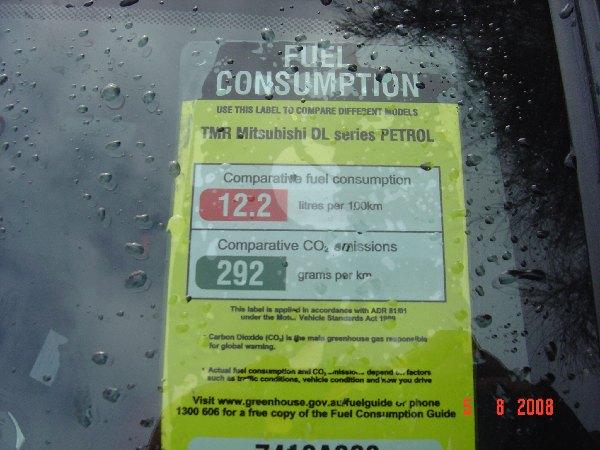 FUEL
CONSUMPTION
USE THIS LABEL TO COMPARE DIFFERENT MODELS
TMR Mitsubishi DL series PETROL
Comparative fuel consumption
12.2 litres per 100km
Comparative CO₂ emissions
292 grams per km
This label is applied in accordance with ADR 81/01
under the Motor Vehicle Standards Act 1989
* Carbon Dioxide (CO₂) is the main greenhouse gas responsible
for global warming.
* Actual fuel consumption and CO₂ emissions depend on factors
such as traffic conditions, vehicle condition and how you drive
Visit www.greenhouse.gov.au/fuelguide or phone
1300 606 for a free copy of the Fuel Consumption Guide
5 8 2008